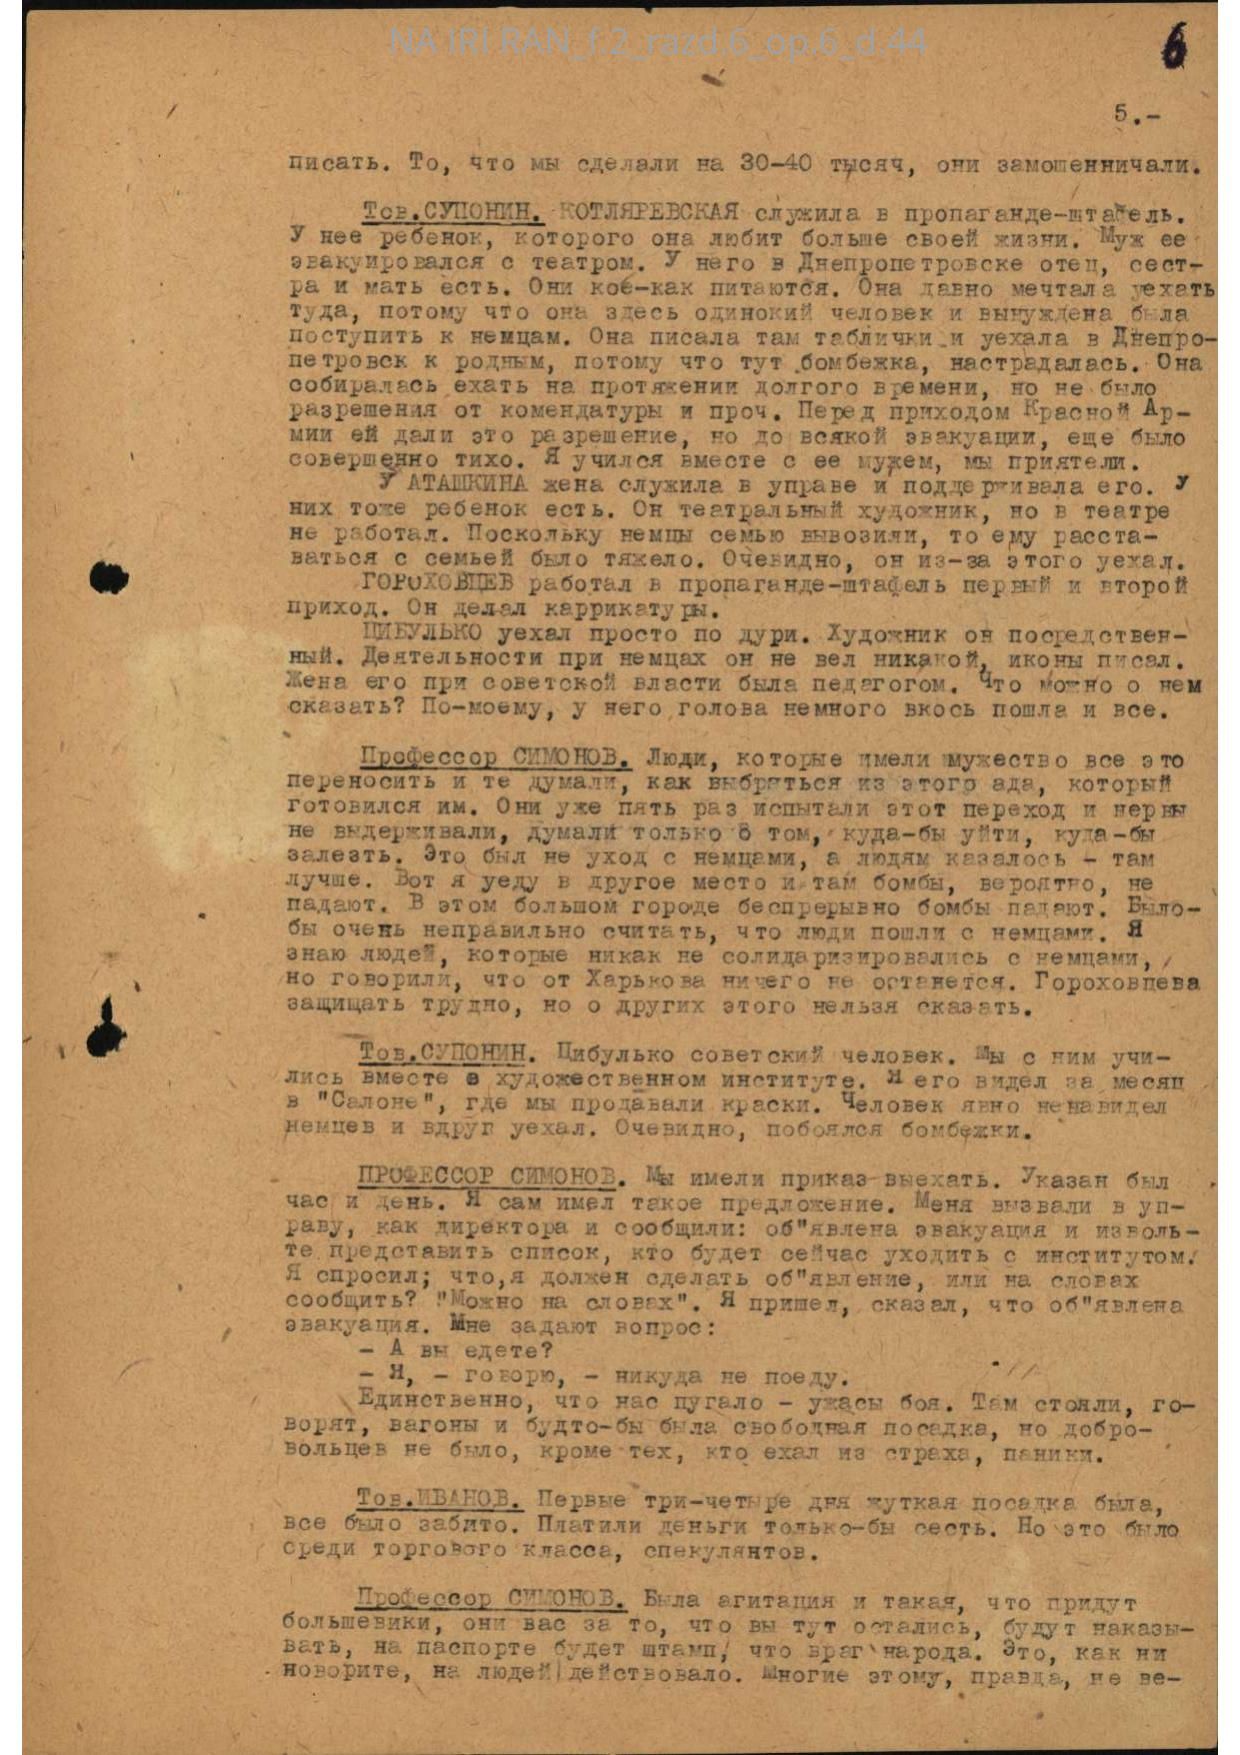 NA IRI RAN_f.2_razd.6_op.6_d.44
6
5.-
писать. То, что мы сделали на 30-40 тысяч, они замошенничали.
Тов.СУПОНИН. КОТЛЯРЕВСКАЯ служила в пропаганде-штафель.
У нее ребенок, которого она любит больше своей жизни. Муж ее
эвакуировался с театром. У него в Днепропетровске отец, сест-
ра и мать есть. Они кое-как питаются. Она давно мечтала уехать
туда, потому что она здесь одинокий человек и вынуждена была
поступить к немцам. Она писала там таблички и уехала в Днепро-
петровск к родным, потому что тут бомбежка, настрадалась. Она
собиралась ехать на протяжении долгого времени, но не было
разрешения от комендатуры и проч. Перед приходом Красной Ар-
мии ей дали это разрешение, но до всякой эвакуации, еще было
совершенно тихо. Я учился вместе с ее мужем, мы приятели.
У АТАШКИНА жена служила в управе и поддерживала его. У
них тоже ребенок есть. Он театральный художник, но в театре
не работал. Поскольку немцы семью вывозили, то ему расста-
ваться с семьей было тяжело. Очевидно, он из-за этого уехал.
ГОРОХОВЦЕВ работал в пропаганде-штафель первый и второй
приход. Он делал каррикатуры.
ЦИБУЛЬКО уехал просто по дури. Художник он посредствен-
ный. Деятельности при немцах он не вел никакой, иконы писал.
Жена его при советской власти была педагогом. Что можно о нем
сказать? По-моему, у него голова немного вкось пошла и все.
Профессор СИМОНОВ. Люди, которые имели мужество все это
переносить и те думали, как выбраться из этого ада, который
готовился им. Они уже пять раз испытали этот переход и нервы
не выдерживали, думали только о том, куда-бы уйти, куда-бы
залезть. Это был не уход с немцами, а людям казалось - там
лучше. Вот я уеду в другое место и там бомбы, вероятно, не
падают. В этом большом городе беспрерывно бомбы падают. Было-
бы очень неправильно считать, что люди пошли с немцами. Я
знаю людей, которые никак не солидаризировались с немцами,
но говорили, что от Харькова ничего не останется. Гороховцева
защищать трудно, но о других этого нельзя сказать.
Тов.СУПОНИН. Цибулько советский человек. Мы с ним учи-
лись вместе в художественном институте. Я его видел за месяц
в "Салоне", где мы продавали краски. Человек явно ненавидел
немцев и вдруг уехал. Очевидно, побоялся бомбежки.
ПРОФЕССОР СИМОНОВ. Мы имели приказ выехать. Указан был
час и день. Я сам имел такое предложение. Меня вызвали в уп-
раву, как директора и сообщили: об"явлена эвакуация и изволь-
те представить список, кто будет сейчас уходить с институтом.
Я спросил; что,я должен сделать об"явление, или на словах
сообщить? "Можно на словах". Я пришел, сказал, что об"явлена
эвакуация. Мне задают вопрос:
- А вы едете?
- Я, - говорю, - никуда не поеду.
Единственно, что нас пугало - ужасы боя. Там стояли, го-
ворят, вагоны и будто-бы была свободная посадка, но добро-
вольцев не было, кроме тех, кто ехал из страха, паники.
Тов.ИВАНОВ. Первые три-четыре дня жуткая посадка была,
все было забито. Платили деньги только-бы сесть. Но это было
среди торгового класса, спекулянтов.
Профессор СИМОНОВ. Была агитация и такая, что придут
большевики, они вас за то, что вы тут остались, будут наказы-
вать, на паспорте будет штамп, что враг народа. Это, как ни
новорите, на людей действовало. Многие этому, правда, не ве-